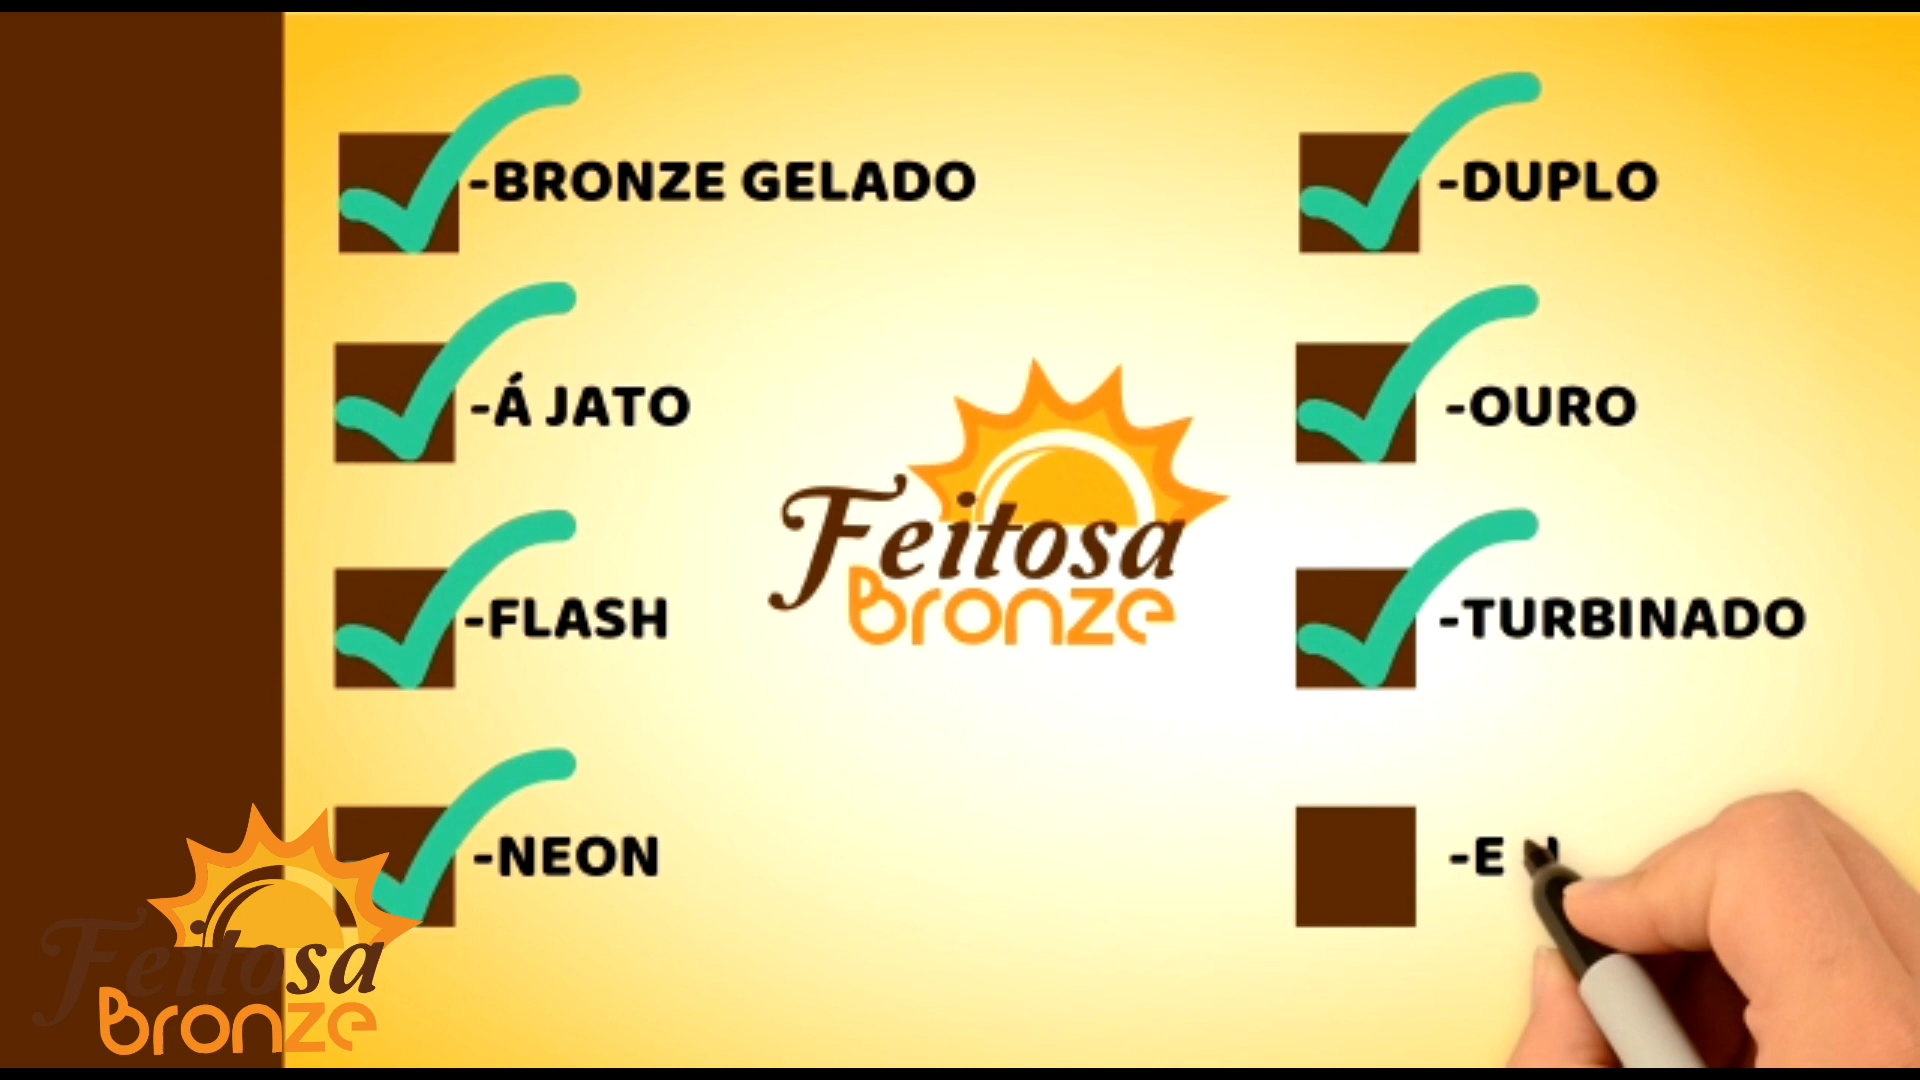 -BRONZE GELADO
-Á JATO
-FLASH
-NEON
Feitosa
Bronze
-DUPLO
-OURO
-TURBINADO
-E
Feitosa
Bronze